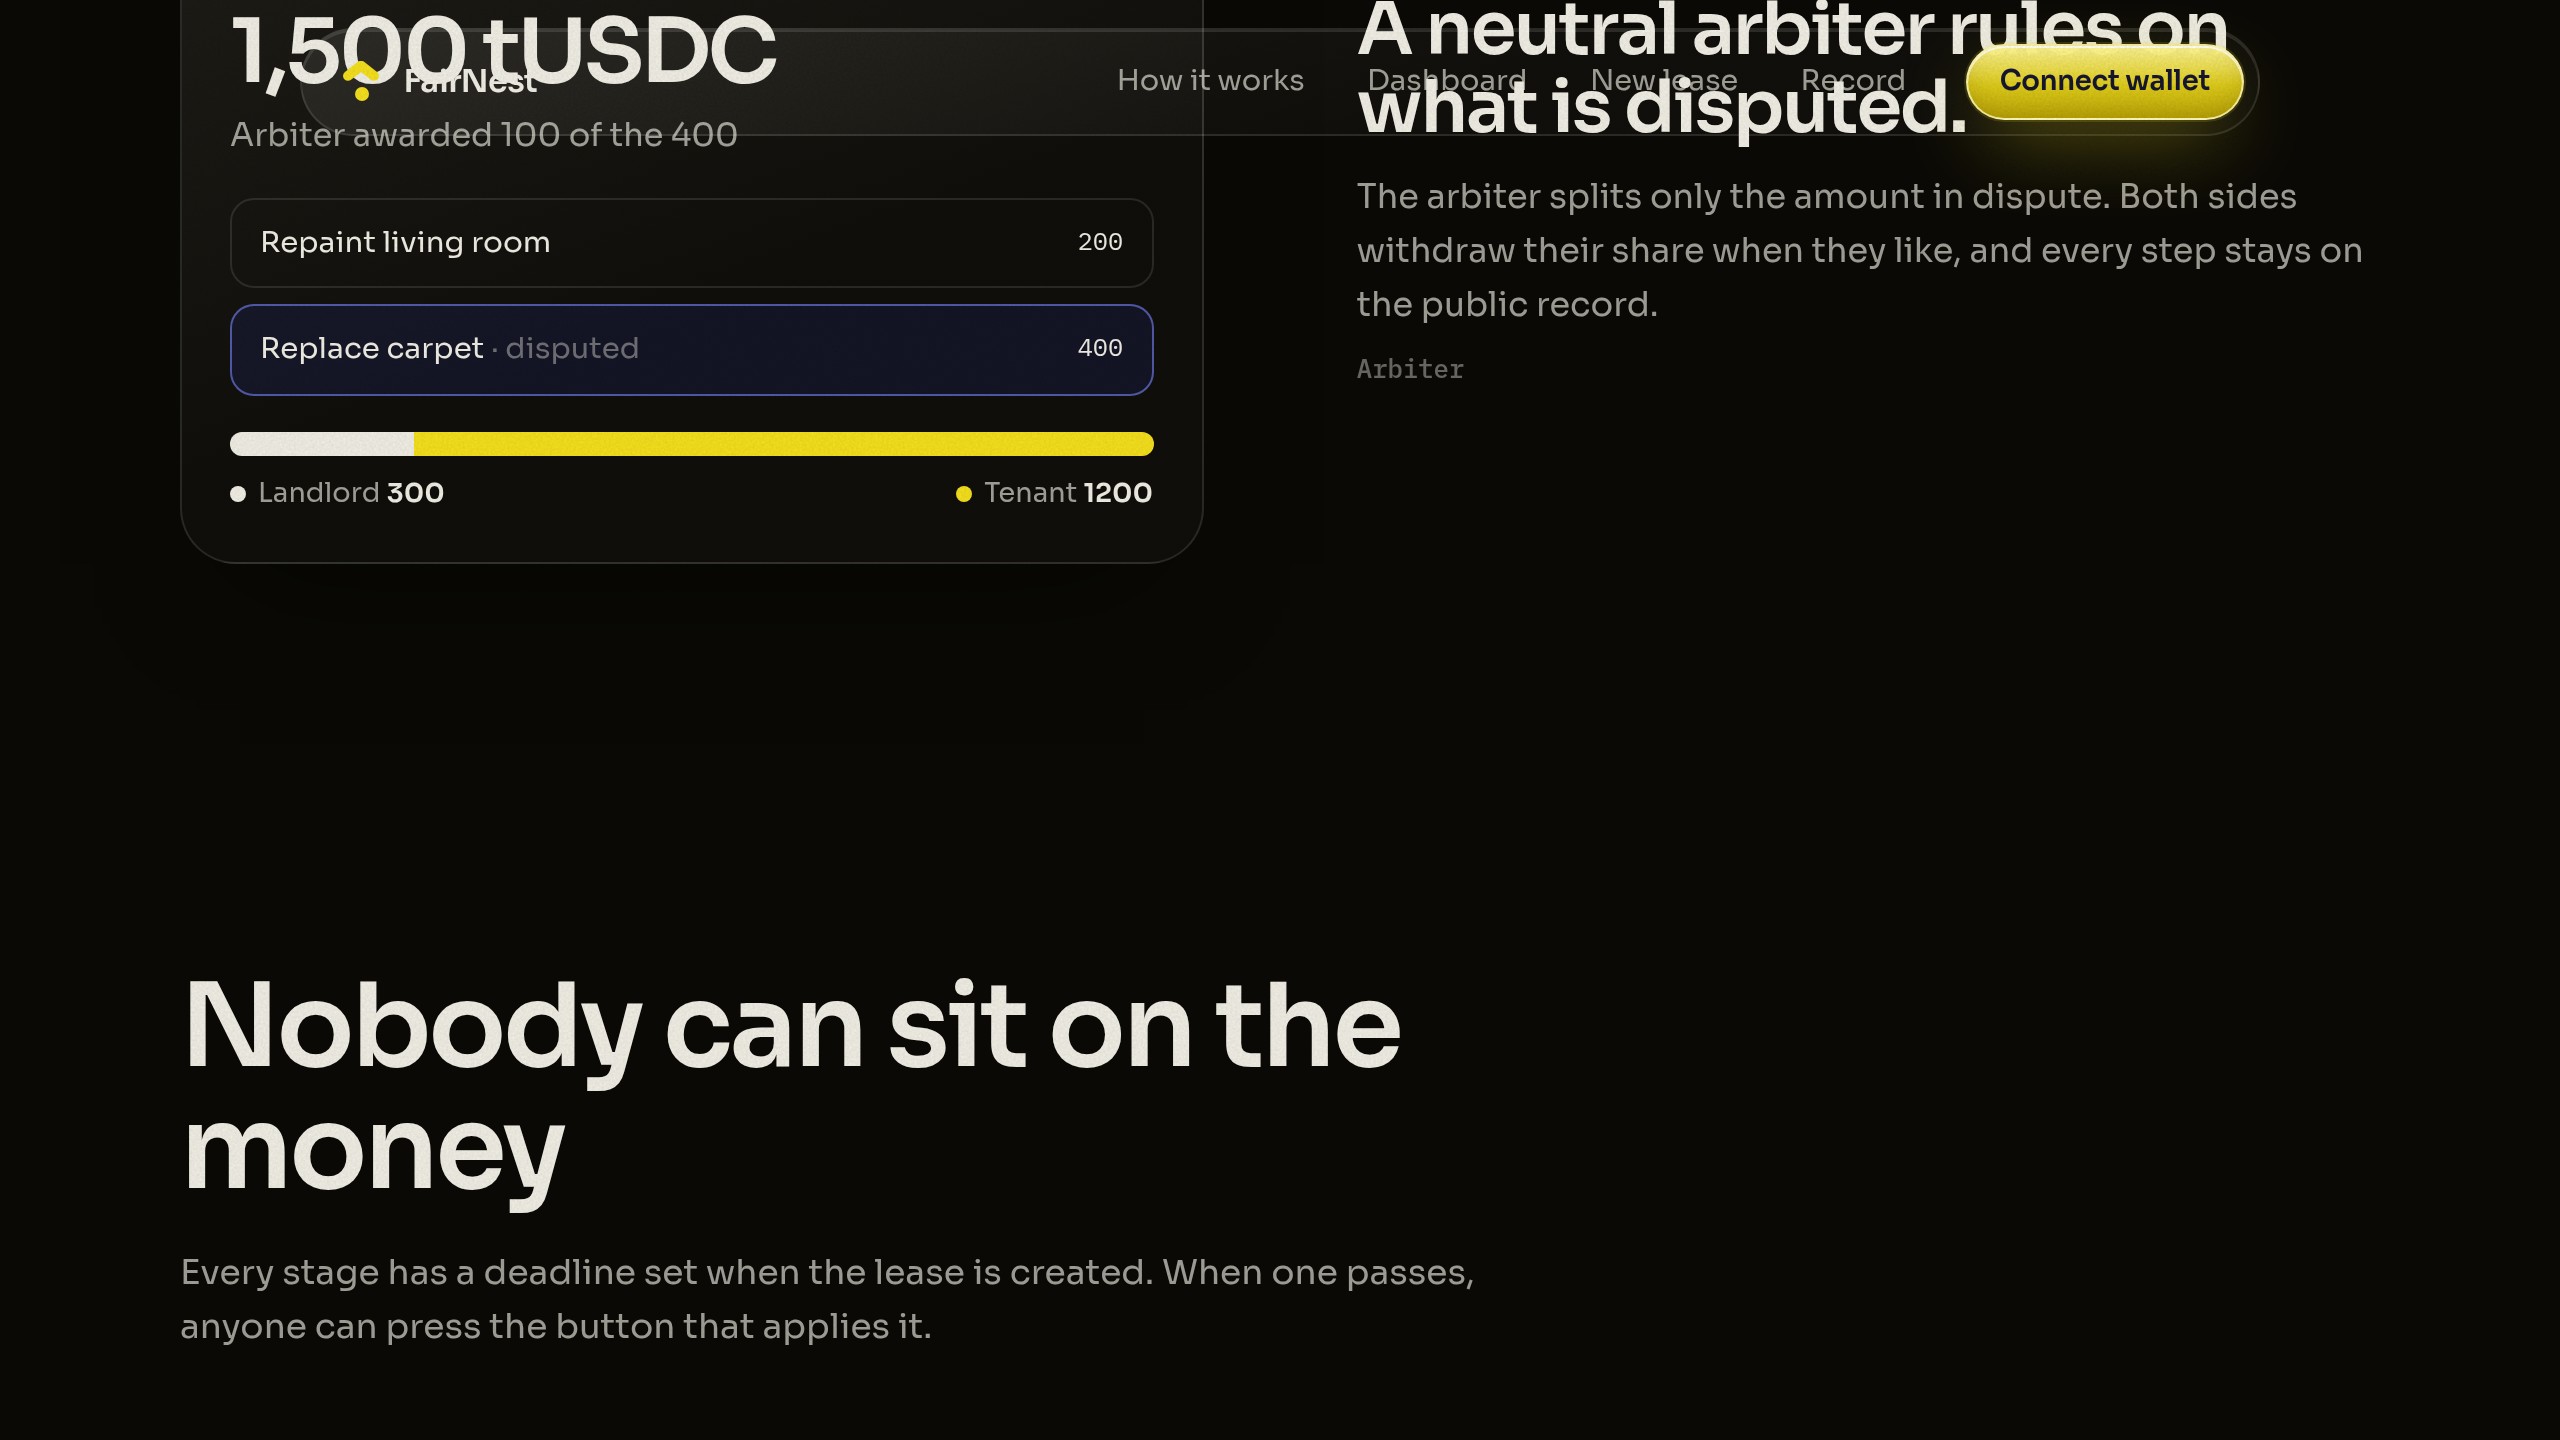 1,500 tUSDC
FairNest
How it works
Dashboard
New lease
Record
Connect wallet
Arbiter awarded 100 of the 400
Repaint living room 200
Replace carpet · disputed 400
Landlord 300
Tenant 1200
A neutral arbiter rules on
what is disputed.
The arbiter splits only the amount in dispute. Both sides
withdraw their share when they like, and every step stays on
the public record.
Arbiter
Nobody can sit on the
money
Every stage has a deadline set when the lease is created. When one passes,
anyone can press the button that applies it.